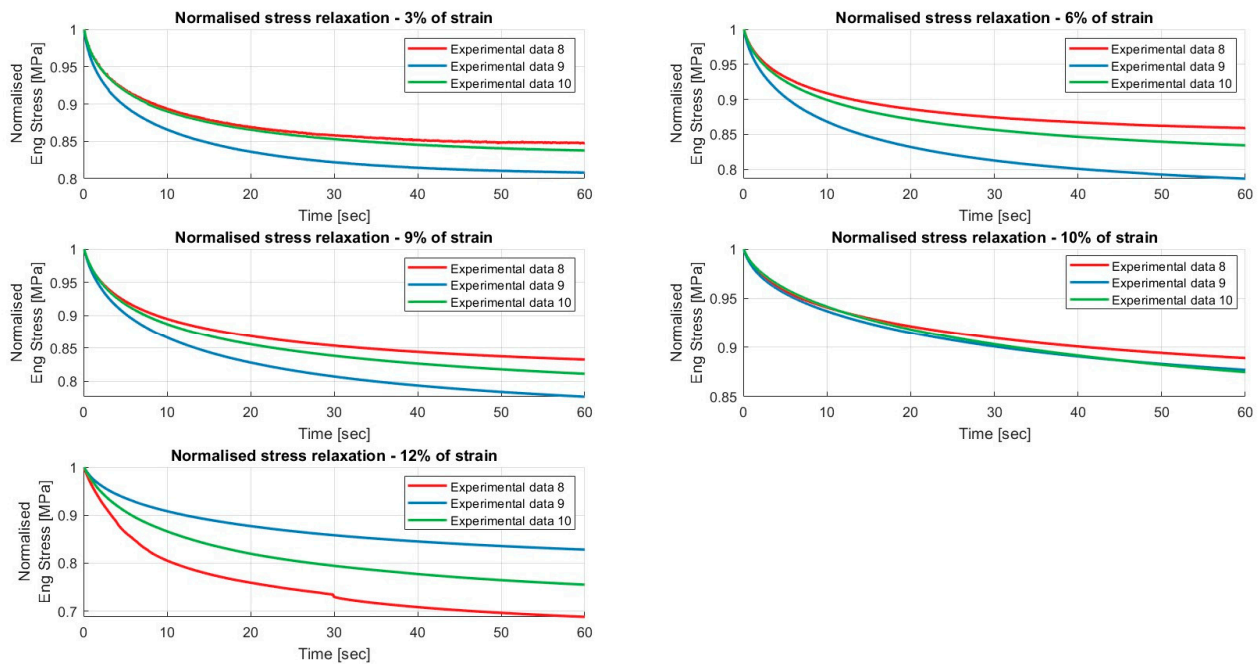 Normalised stress relaxation - 3% of strain
Normalised
Eng Stress [MPa]
1
0.95
0.9
0.85
0.8
Experimental data 8
Experimental data 9
Experimental data 10
0 10 20 30 40 50 60
Time [sec]
Normalised stress relaxation - 6% of strain
Normalised
Eng Stress [MPa]
1
0.95
0.9
0.85
0.8
Experimental data 8
Experimental data 9
Experimental data 10
0 10 20 30 40 50 60
Time [sec]
Normalised stress relaxation - 9% of strain
Normalised
Eng Stress [MPa]
1
0.95
0.9
0.85
0.8
Experimental data 8
Experimental data 9
Experimental data 10
0 10 20 30 40 50 60
Time [sec]
Normalised stress relaxation - 10% of strain
Normalised
Eng Stress [MPa]
1
0.95
0.9
0.85
Experimental data 8
Experimental data 9
Experimental data 10
0 10 20 30 40 50 60
Time [sec]
Normalised stress relaxation - 12% of strain
Normalised
Eng Stress [MPa]
1
0.9
0.8
0.7
Experimental data 8
Experimental data 9
Experimental data 10
0 10 20 30 40 50 60
Time [sec]